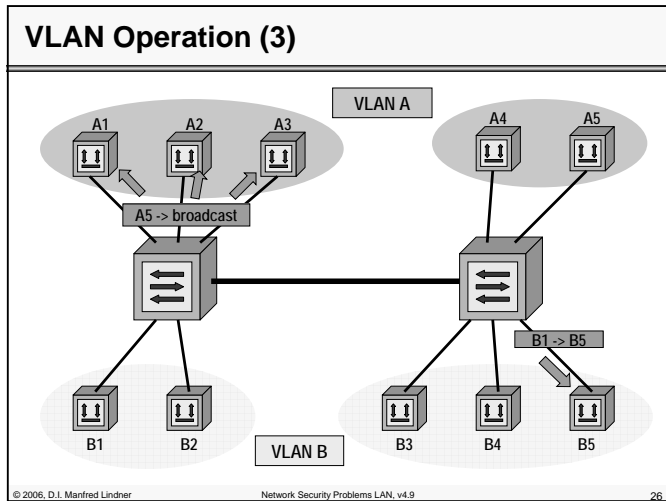 VLAN Operation (3)
VLAN A
A1
A2
A3
A4
A5
A5 -> broadcast
B1 -> B5
B1
B2
B3
B4
B5
VLAN B
© 2006, D.I. Manfred Lindner
Network Security Problems LAN, v4.9
26